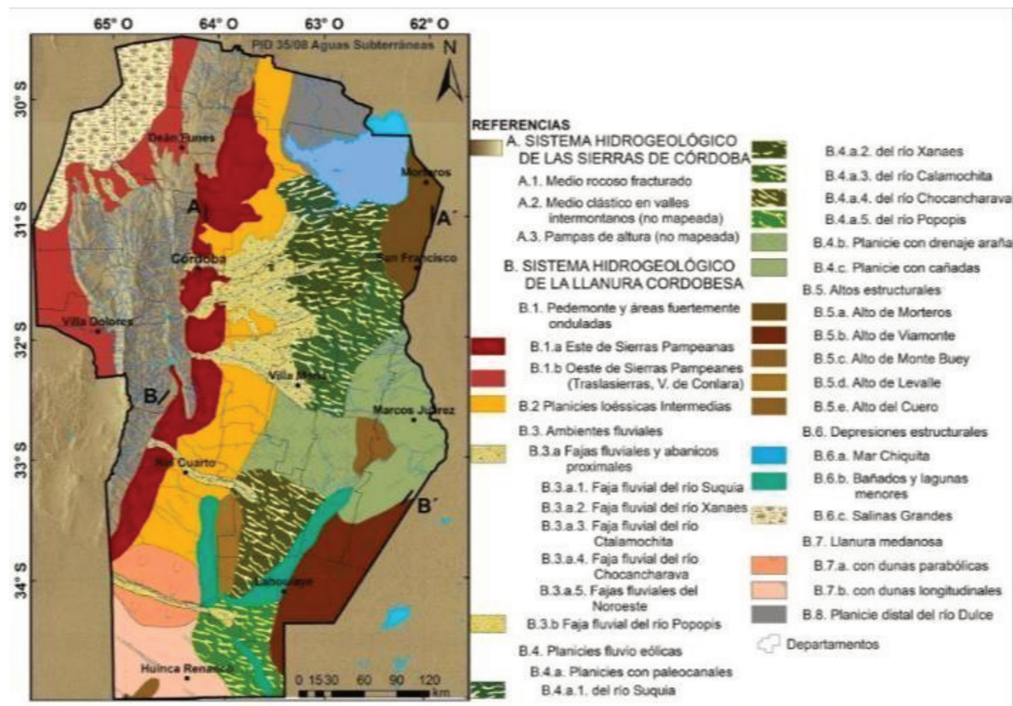 65° O 64° O 63° O 62° O
PID 35/08 Aguas Subterráneas
N
30° S
31° S
32° S
33° S
34° S
Deán Funes
Morteros
A
A´
Córdoba
San Francisco
Villa Dolores
Villa María
B
Marcos Juárez
Río Cuarto
B´
Laboulaye
Huinca Renancó
0 15 30 60 90 120
km
REFERENCIAS
A. SISTEMA HIDROGEOLÓGICO
DE LAS SIERRAS DE CÓRDOBA
A.1. Medio rocoso fracturado
A.2. Medio clástico en valles
intermontanos (no mapeada)
A.3. Pampas de altura (no mapeada)
B. SISTEMA HIDROGEOLÓGICO
DE LA LLANURA CORDOBESA
B.1. Pedemonte y áreas fuertemente
onduladas
B.1.a Este de Sierras Pampeanas
B.1.b Oeste de Sierras Pampeanes
(Traslasierras, V. de Conlara)
B.2 Planicies loéssicas Intermedias
B.3. Ambientes fluviales
B.3.a Fajas fluviales y abanicos
proximales
B.3.a.1. Faja fluvial del río Suquia
B.3.a.2. Faja fluvial del río Xanaes
B.3.a.3. Faja fluvial del río
Ctalamochita
B.3.a.4. Faja fluvial del río
Chocancharava
B.3.a.5. Fajas fluviales del
Noroeste
B.3.b Faja fluvial del río Popopis
B.4. Planicies fluvio eólicas
B.4.a. Planicies con paleocanales
B.4.a.1. del río Suquia
B.4.a.2. del río Xanaes
B.4.a.3. del río Calamochita
B.4.a.4. del río Chocancharava
B.4.a.5. del río Popopis
B.4.b. Planicie con drenaje araña
B.4.c. Planicie con cañadas
B.5. Altos estructurales
B.5.a. Alto de Morteros
B.5.b. Alto de Viamonte
B.5.c. Alto de Monte Buey
B.5.d. Alto de Levalle
B.5.e. Alto del Cuero
B.6. Depresiones estructurales
B.6.a. Mar Chiquita
B.6.b. Bañados y lagunas
menores
B.6.c. Salinas Grandes
B.7. Llanura medanosa
B.7.a. con dunas parabólicas
B.7.b. con dunas longitudinales
B.8. Planicie distal del río Dulce
Departamentos